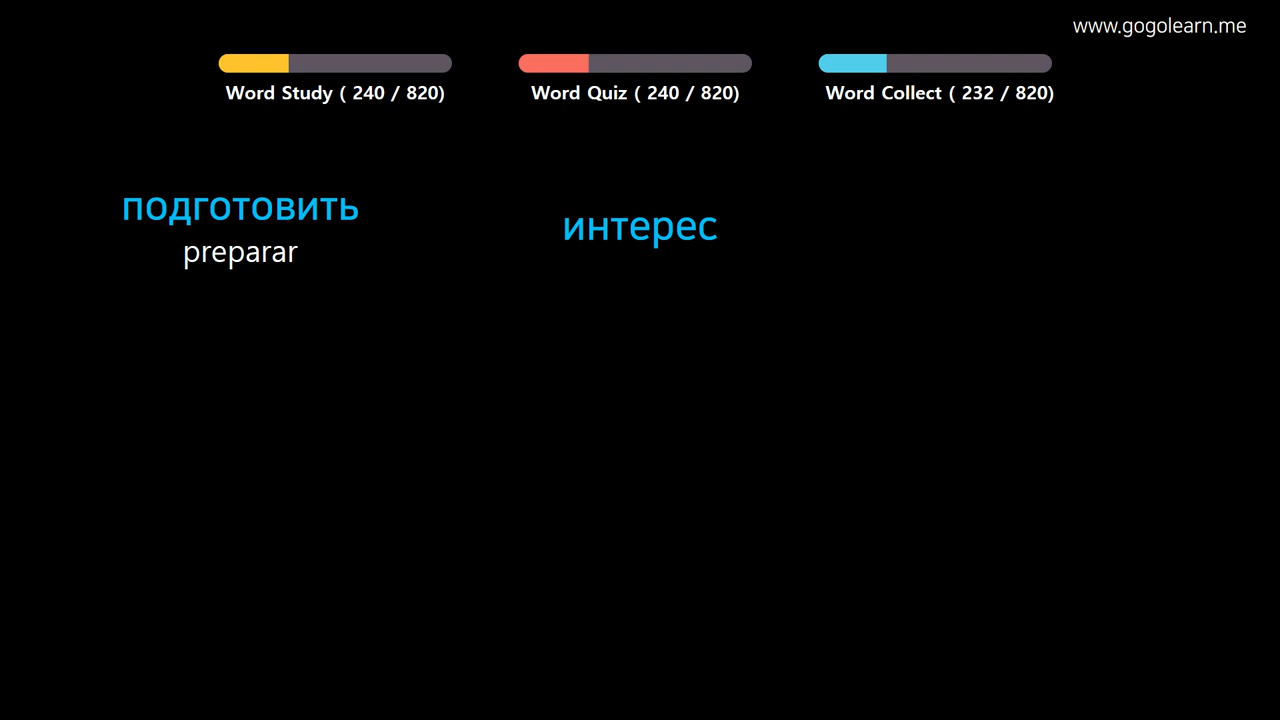 www.gogolearn.me
Word Study ( 240 / 820)
Word Quiz ( 240 / 820)
Word Collect ( 232 / 820)
подготовить
preparar
интерес